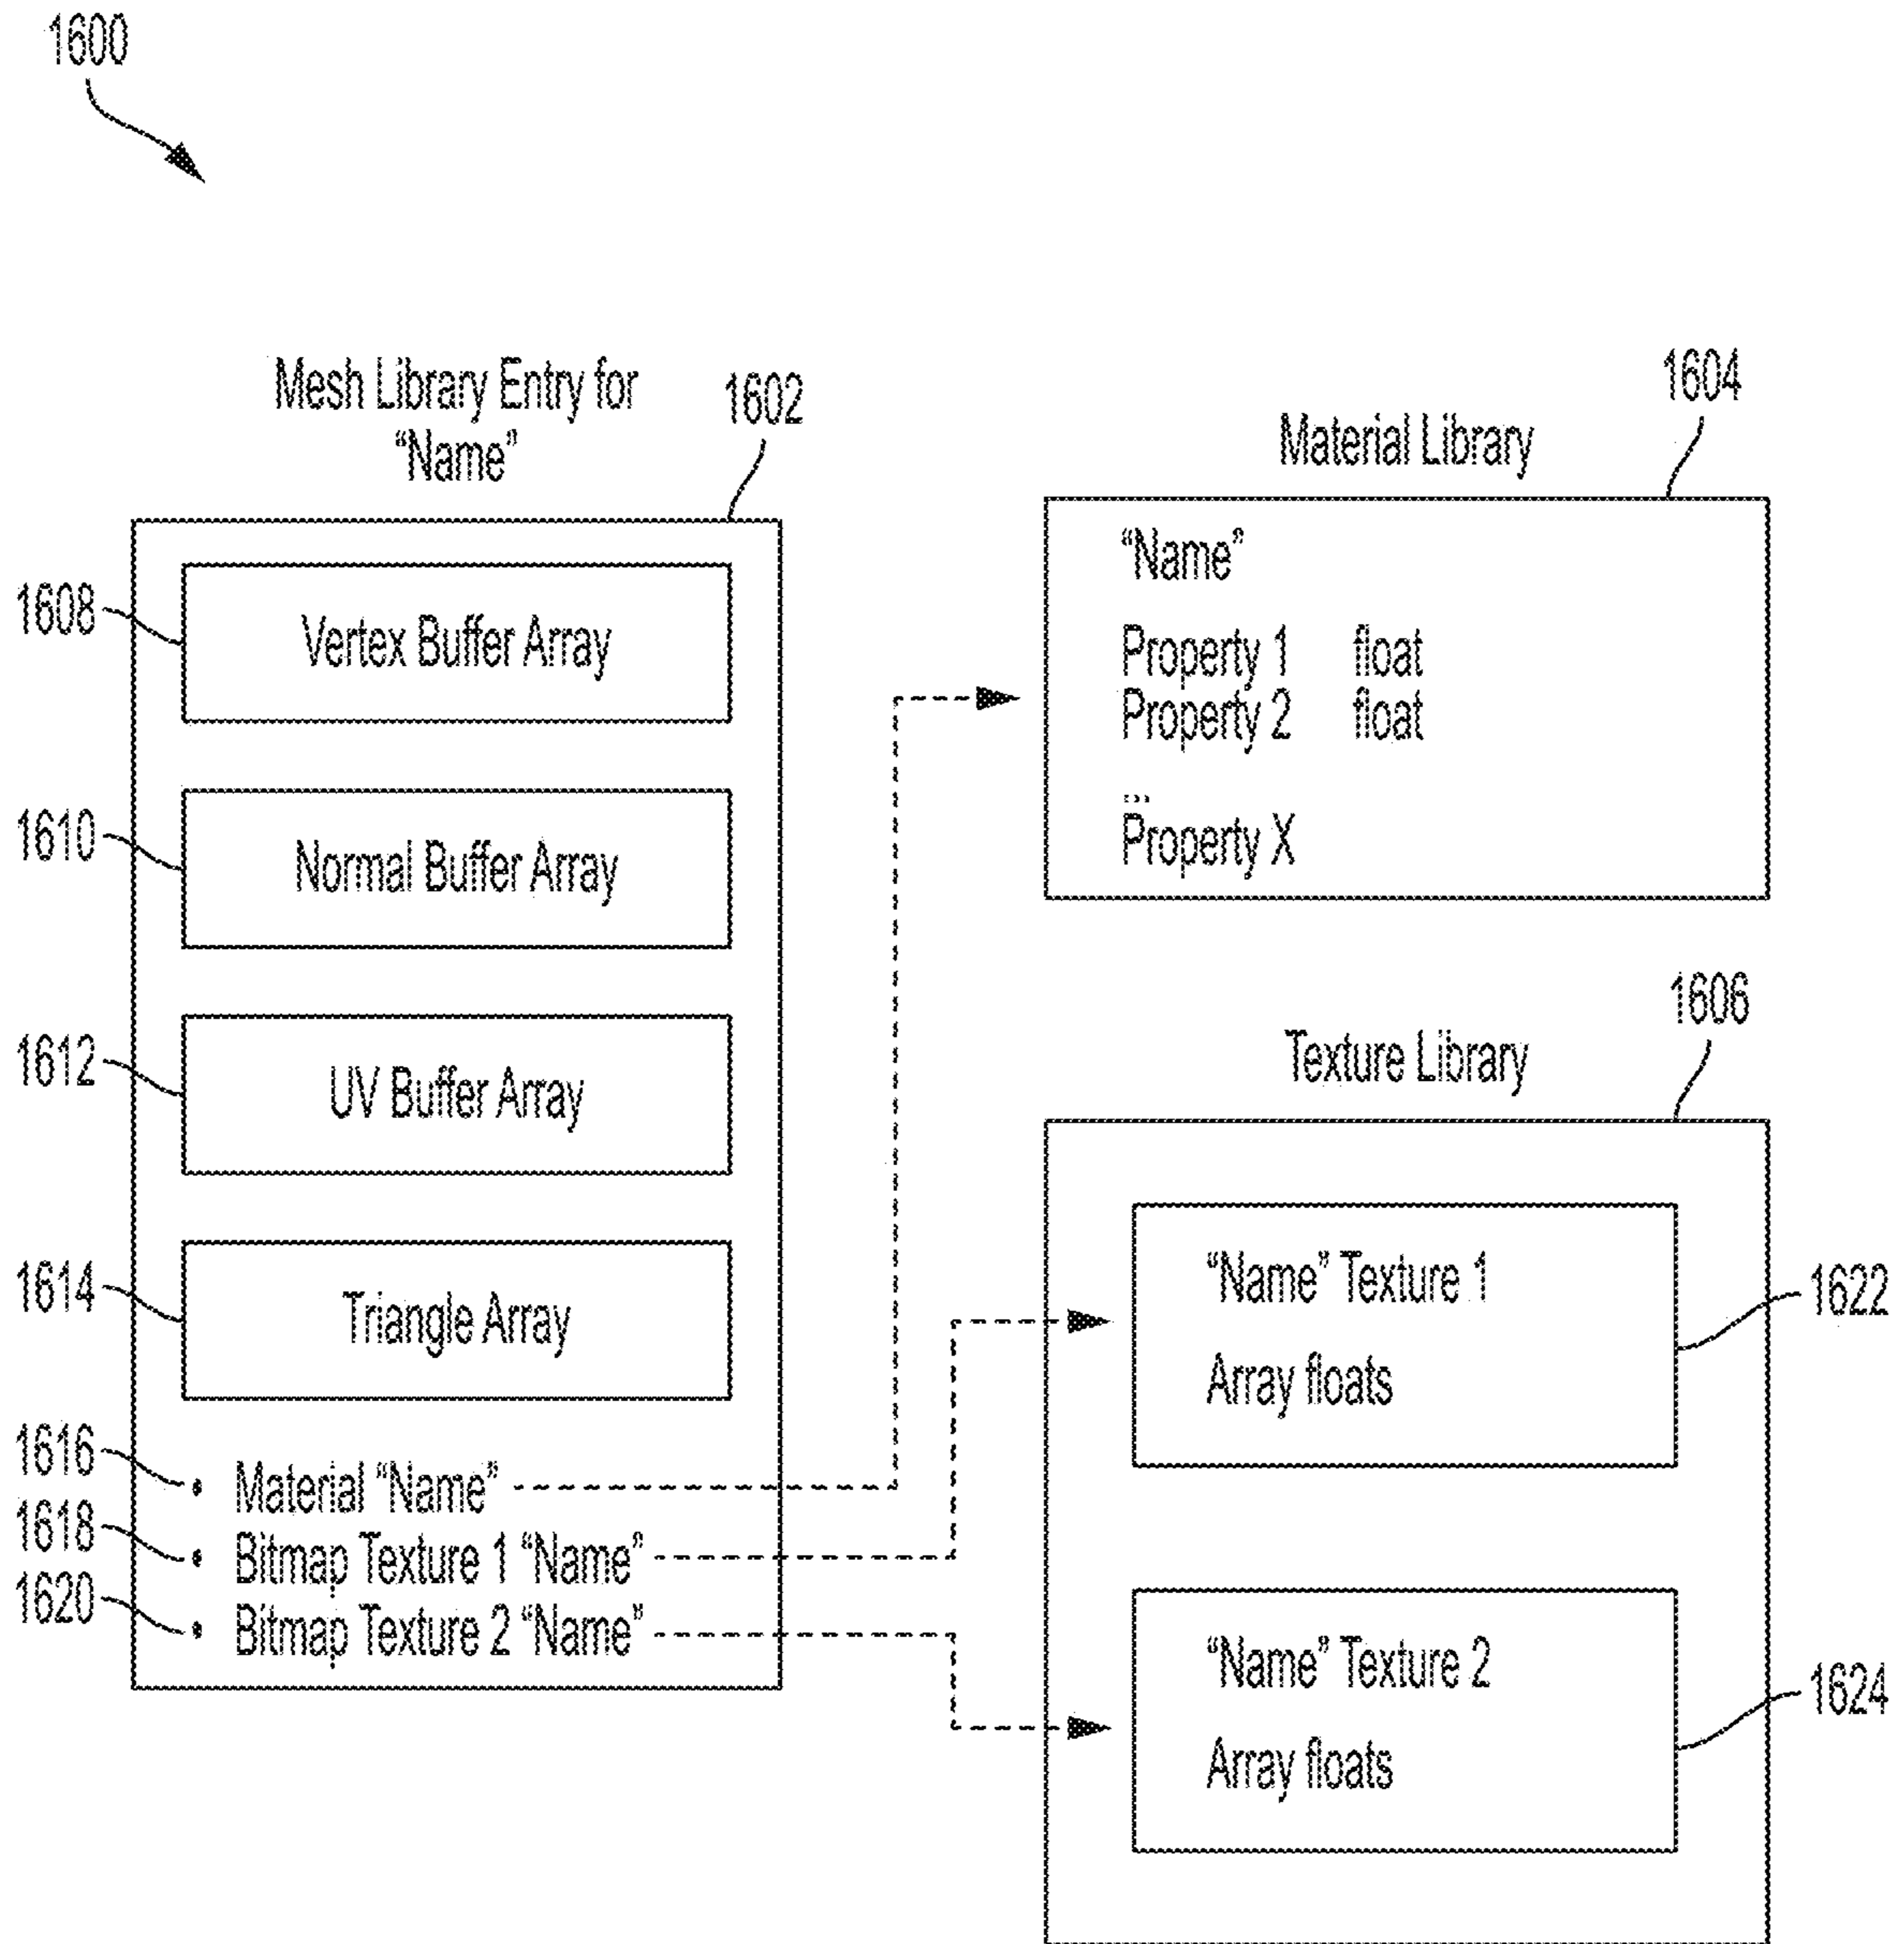 1600
Mesh Library Entry for
“Name”
1602
1608
Vertex Buffer Array
1610
Normal Buffer Array
1612
UV Buffer Array
1614
Triangle Array
1616
• Material “Name”
1618
• Bitmap Texture 1 “Name”
1620
• Bitmap Texture 2 “Name”
1604
Material Library
“Name”
Property 1 float
Property 2 float
...
Property X
1606
Texture Library
“Name” Texture 1
Array floats
1622
“Name” Texture 2
Array floats
1624